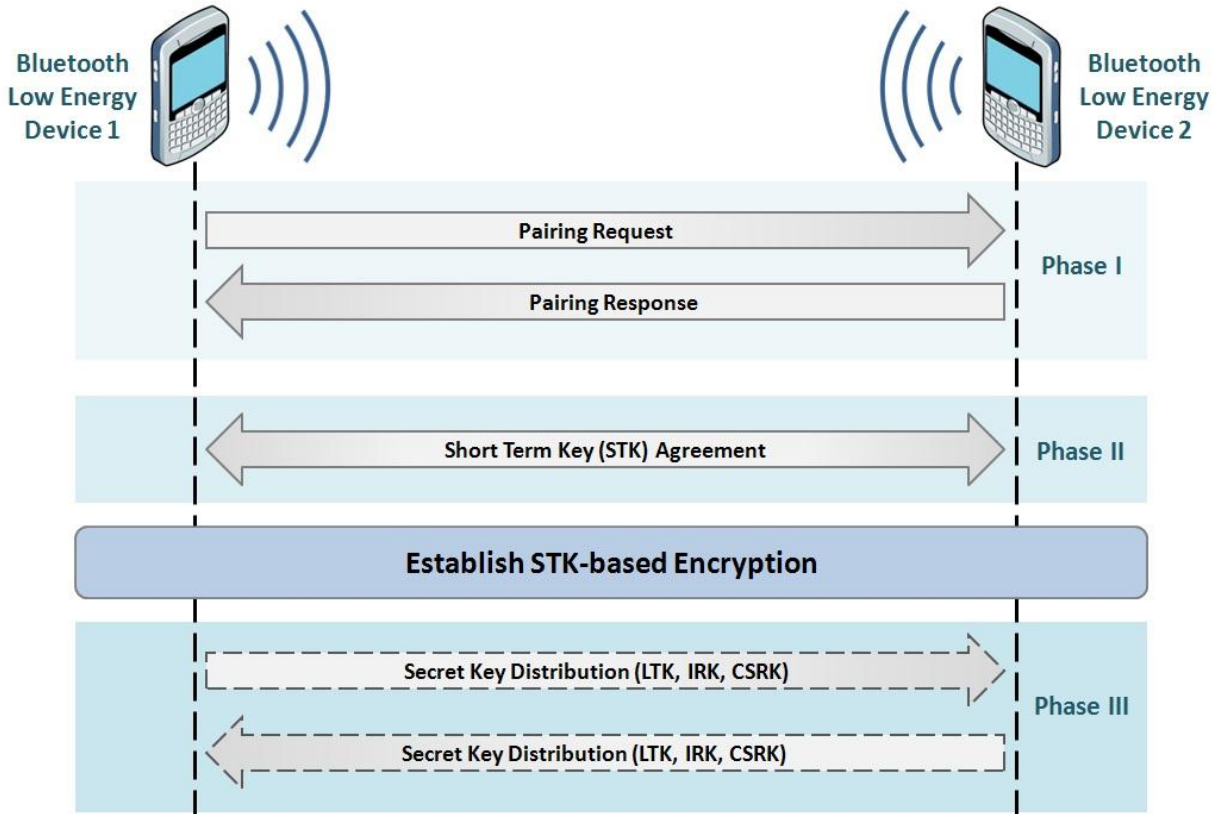 Bluetooth
Low Energy
Device 1
Bluetooth
Low Energy
Device 2
Pairing Request
Phase I
Pairing Response
Short Term Key (STK) Agreement
Phase II
Establish STK-based Encryption
Secret Key Distribution (LTK, IRK, CSRK)
Phase III
Secret Key Distribution (LTK, IRK, CSRK)